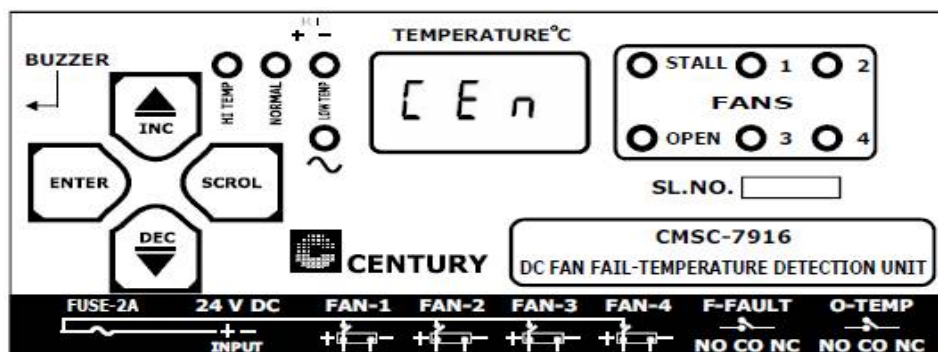 + -
TEMPERATURE°C
BUZZER
HI TEMP
NORMAL
LOW TEMP
STALL 1 2
FANS
OPEN 3 4
CEn
INC
ENTER
SCROL
DEC
SL.NO.
CENTURY
CMSC-7916
DC FAN FAIL-TEMPERATURE DETECTION UNIT
FUSE-2A 24 V DC FAN-1 FAN-2 FAN-3 FAN-4 F-FAULT O-TEMP
+ -
INPUT
+ - + - + - + - NO CO NC NO CO NC